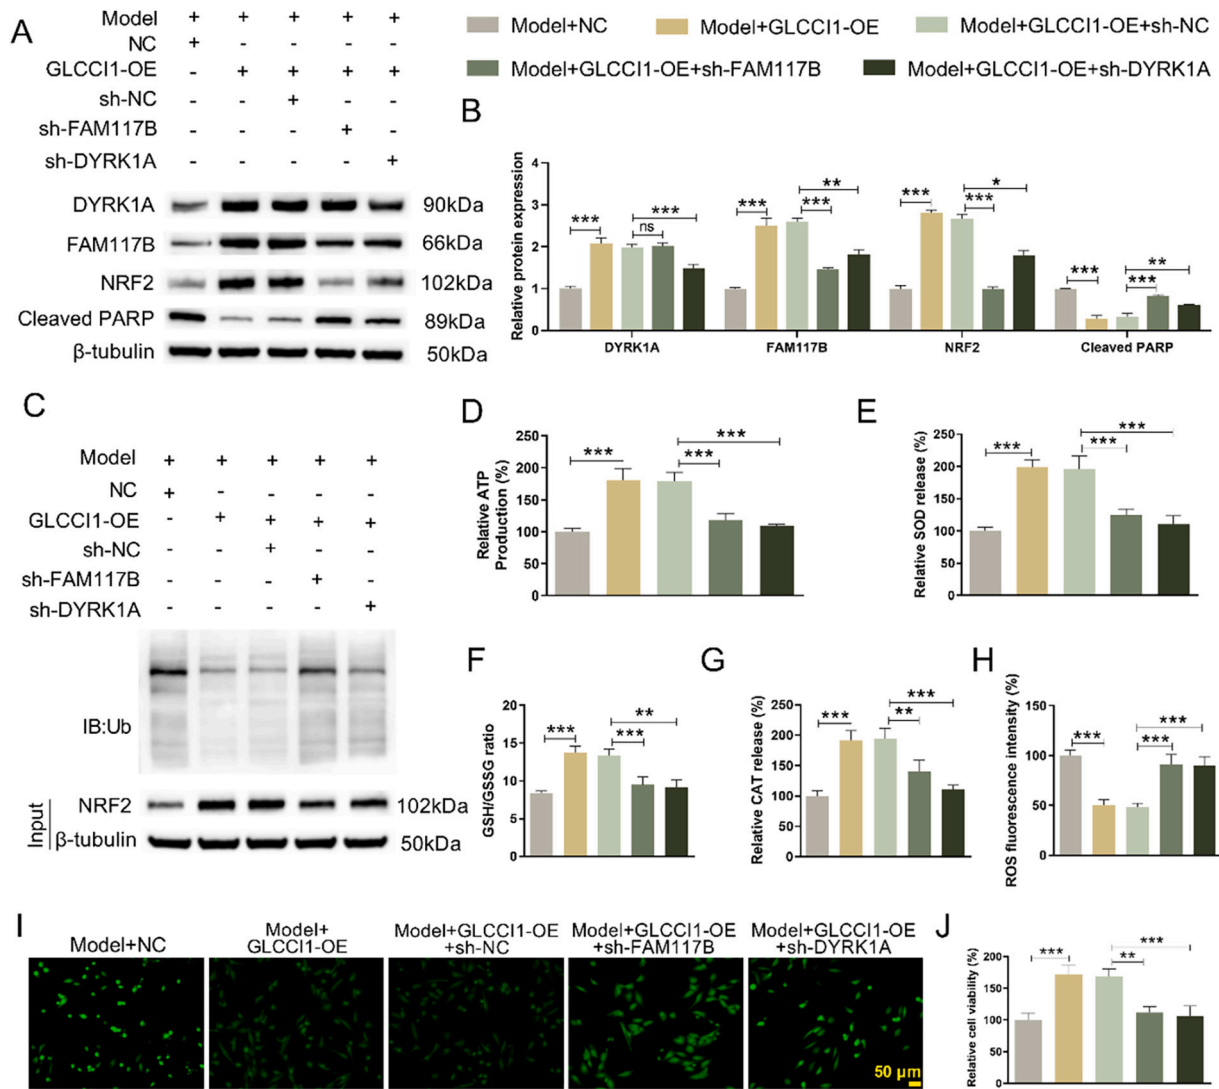 A
Model + + + + +
NC + - - - -
GLCCI1-OE - + + + +
sh-NC - - + - -
sh-FAM117B - - - + -
sh-DYRK1A - - - - +
DYRK1A 90kDa
FAM117B 66kDa
NRF2 102kDa
Cleaved PARP 89kDa
β-tubulin 50kDa
Model+NC Model+GLCCI1-OE Model+GLCCI1-OE+sh-NC
Model+GLCCI1-OE+sh-FAM117B Model+GLCCI1-OE+sh-DYRK1A
B
Relative protein expression
4
3
2
1
0
*** ns ***
*** *** **
*** *** *
*** *** **
DYRK1A FAM117B NRF2 Cleaved PARP
C
Model + + + + +
NC + - - - -
GLCCI1-OE - + + + +
sh-NC - - + - -
sh-FAM117B - - - + -
sh-DYRK1A - - - - +
IB:Ub
Input
NRF2 102kDa
β-tubulin 50kDa
D
Relative ATP
Production (%)
250
200
150
100
50
0
*** *** ***
E
Relative SOD release (%)
250
200
150
100
50
0
*** *** ***
F
GSH/GSSG ratio
20
15
10
5
0
*** *** **
G
Relative CAT release (%)
250
200
150
100
50
0
*** ** ***
H
ROS fluorescence intensity (%)
150
100
50
0
*** *** ***
I
Model+NC
Model+
GLCCI1-OE
Model+GLCCI1-OE
+sh-NC
Model+GLCCI1-OE
+sh-FAM117B
Model+GLCCI1-OE
+sh-DYRK1A
50 μm
J
Relative cell viability (%)
200
150
100
50
0
*** ** ***